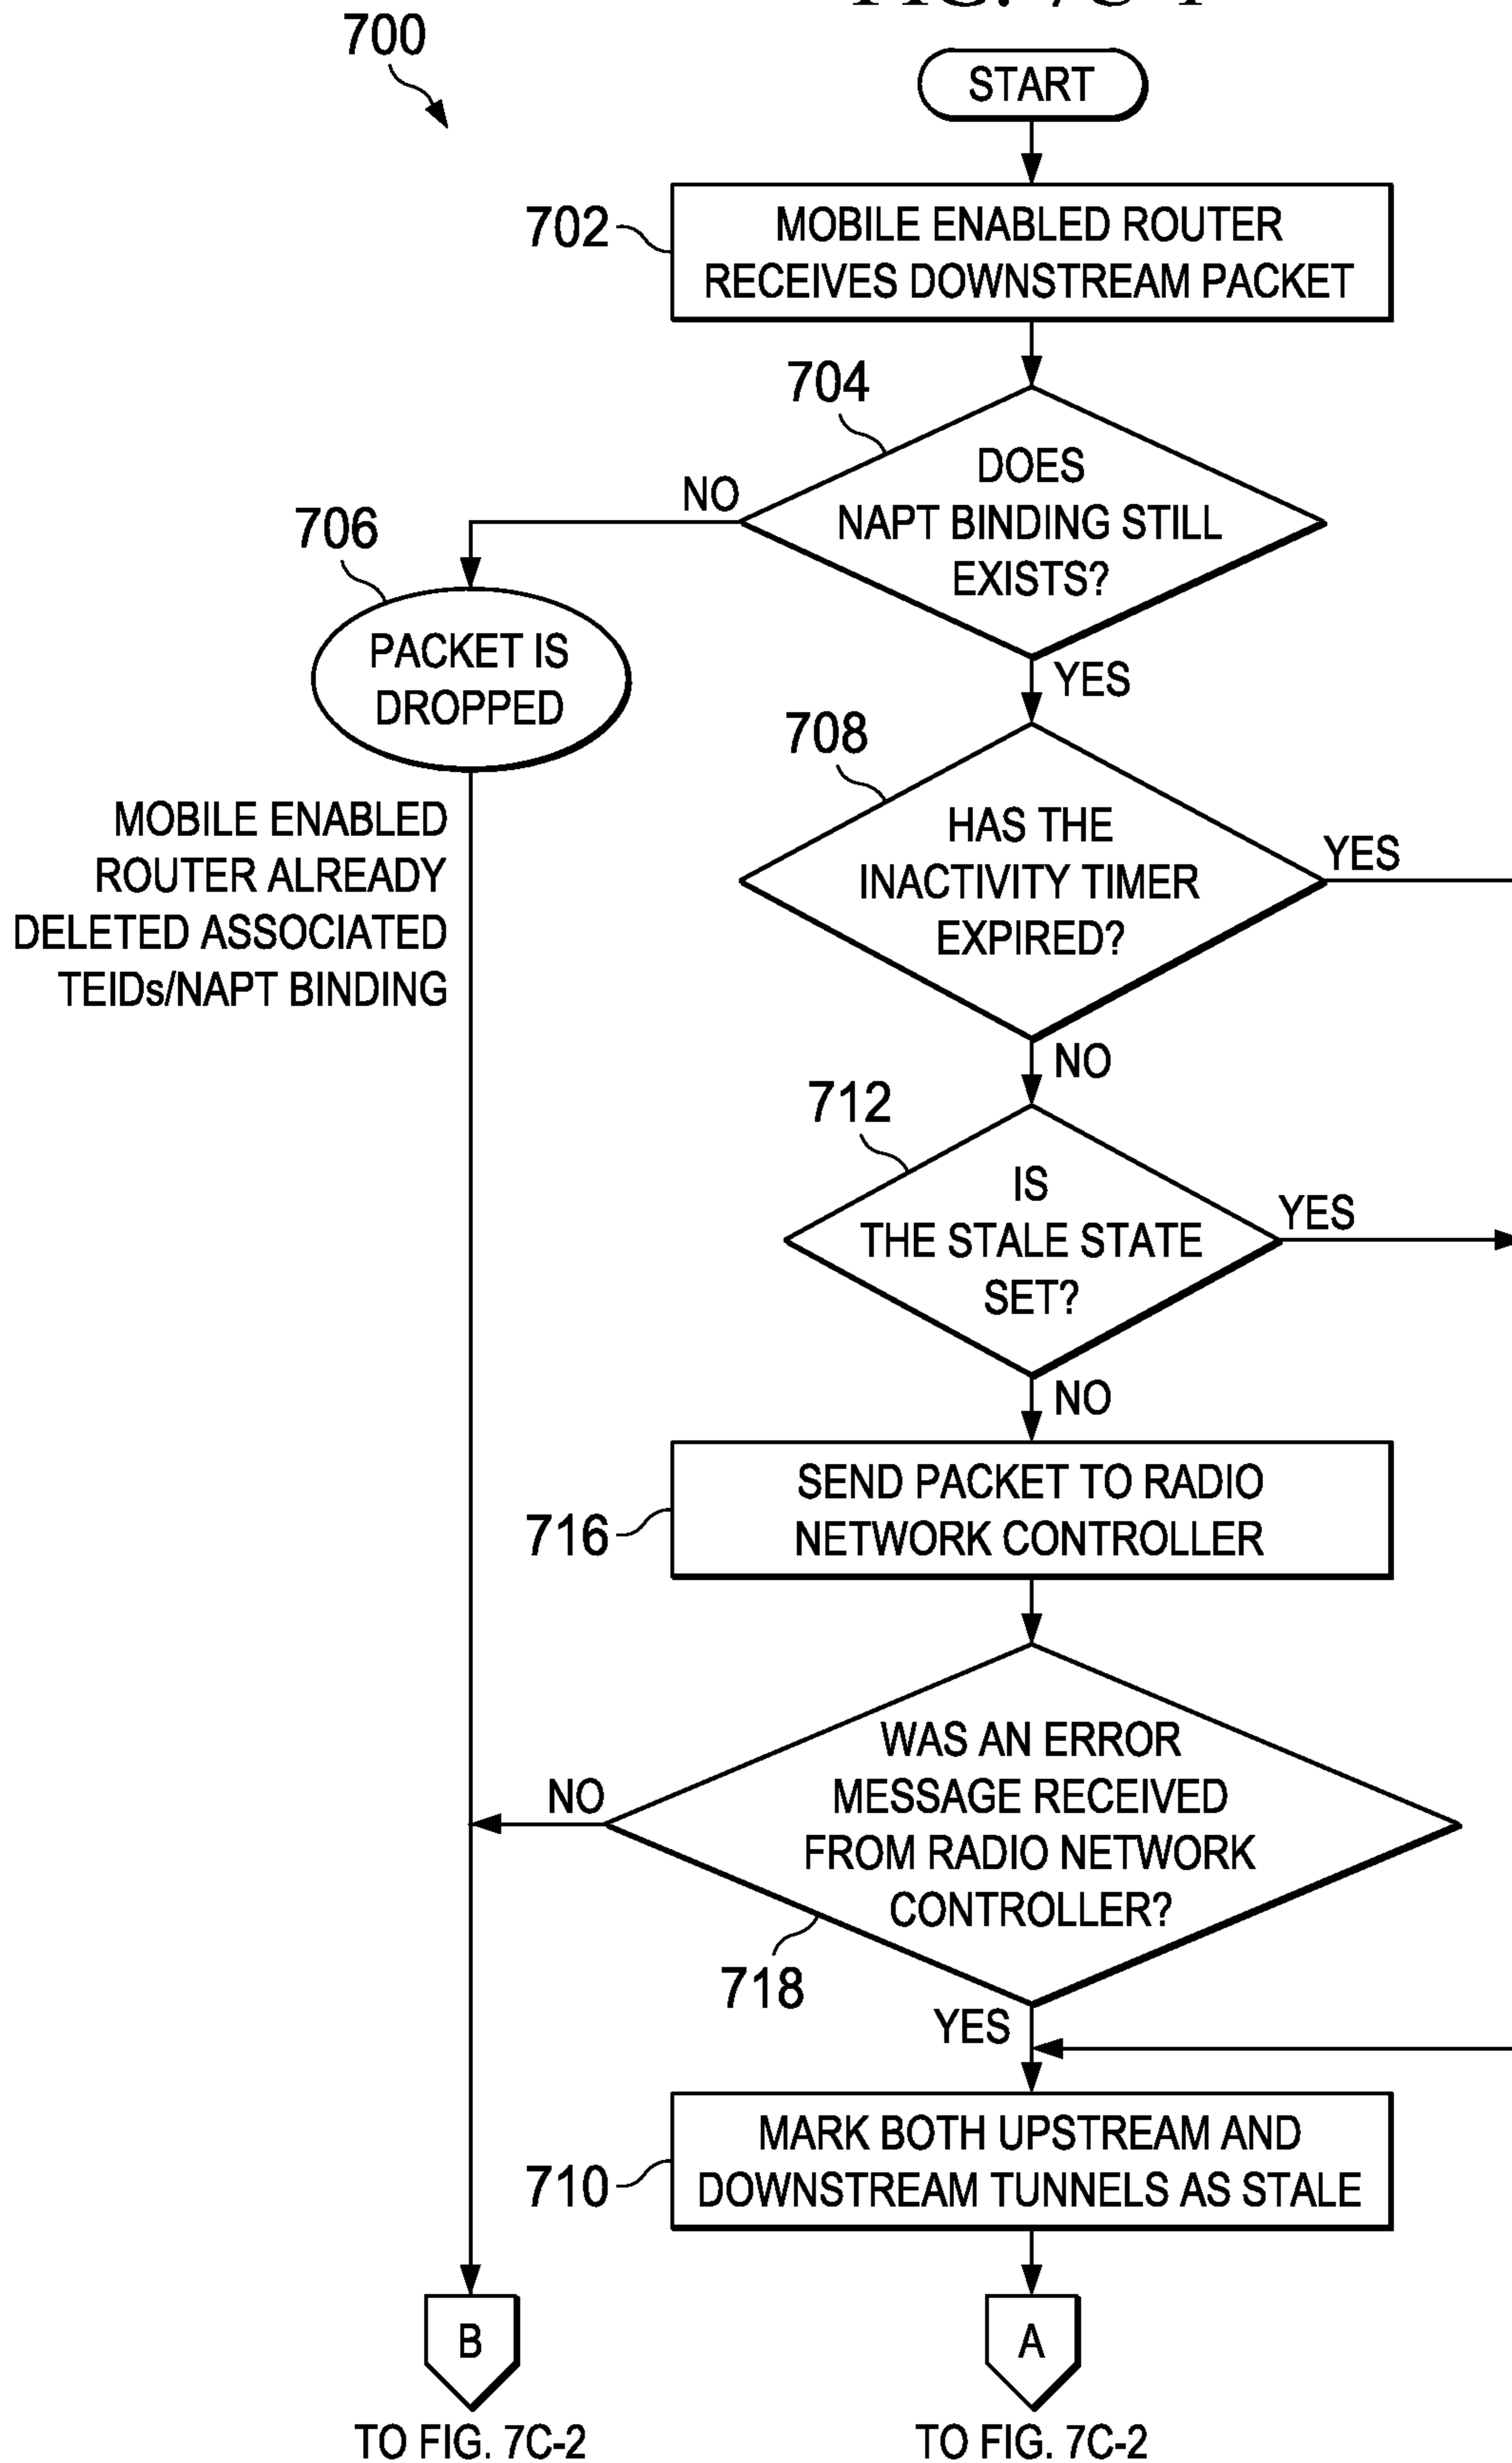 700
START
702
MOBILE ENABLED ROUTER
RECEIVES DOWNSTREAM PACKET
704
DOES
NAPT BINDING STILL
EXISTS?
NO
YES
706
PACKET IS
DROPPED
MOBILE ENABLED
ROUTER ALREADY
DELETED ASSOCIATED
TEIDs/NAPT BINDING
708
HAS THE
INACTIVITY TIMER
EXPIRED?
YES
NO
712
IS
THE STALE STATE
SET?
YES
NO
716
SEND PACKET TO RADIO
NETWORK CONTROLLER
WAS AN ERROR
MESSAGE RECEIVED
FROM RADIO NETWORK
CONTROLLER?
NO
718
YES
710
MARK BOTH UPSTREAM AND
DOWNSTREAM TUNNELS AS STALE
B
TO FIG. 7C-2
A
TO FIG. 7C-2